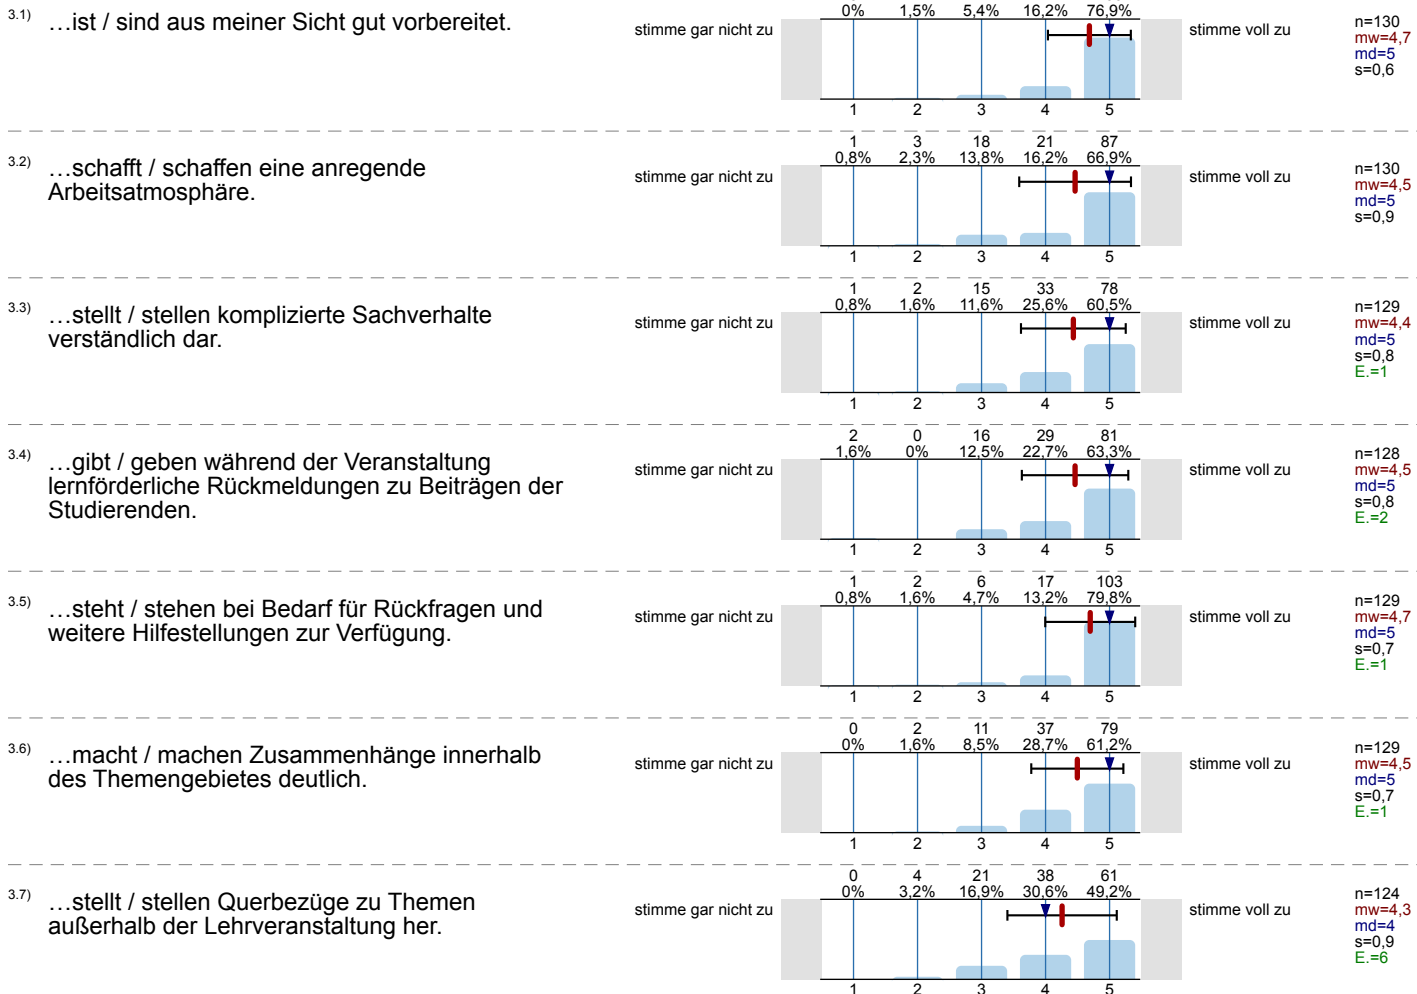 0% 1,5% 5,4% 16,2% 76,9%
3.1) …ist / sind aus meiner Sicht gut vorbereitet.
stimme gar nicht zu
stimme voll zu
n=130
mw=4,7
md=5
s=0,6
1 2 3 4 5
1 3 18 21 87
0,8% 2,3% 13,8% 16,2% 66,9%
3.2) …schafft / schaffen eine anregende
Arbeitsatmosphäre.
stimme gar nicht zu
stimme voll zu
n=130
mw=4,5
md=5
s=0,9
1 2 3 4 5
1 2 15 33 78
0,8% 1,6% 11,6% 25,6% 60,5%
3.3) …stellt / stellen komplizierte Sachverhalte
verständlich dar.
stimme gar nicht zu
stimme voll zu
n=129
mw=4,4
md=5
s=0,8
E.=1
1 2 3 4 5
2 0 16 29 81
1,6% 0% 12,5% 22,7% 63,3%
3.4) …gibt / geben während der Veranstaltung
lernförderliche Rückmeldungen zu Beiträgen der
Studierenden.
stimme gar nicht zu
stimme voll zu
n=128
mw=4,5
md=5
s=0,8
E.=2
1 2 3 4 5
1 2 6 17 103
0,8% 1,6% 4,7% 13,2% 79,8%
3.5) …steht / stehen bei Bedarf für Rückfragen und
weitere Hilfestellungen zur Verfügung.
stimme gar nicht zu
stimme voll zu
n=129
mw=4,7
md=5
s=0,7
E.=1
1 2 3 4 5
0 2 11 37 79
0% 1,6% 8,5% 28,7% 61,2%
3.6) …macht / machen Zusammenhänge innerhalb
des Themengebietes deutlich.
stimme gar nicht zu
stimme voll zu
n=129
mw=4,5
md=5
s=0,7
E.=1
1 2 3 4 5
0 4 21 38 61
0% 3,2% 16,9% 30,6% 49,2%
3.7) …stellt / stellen Querbezüge zu Themen
außerhalb der Lehrveranstaltung her.
stimme gar nicht zu
stimme voll zu
n=124
mw=4,3
md=4
s=0,9
E.=6
1 2 3 4 5